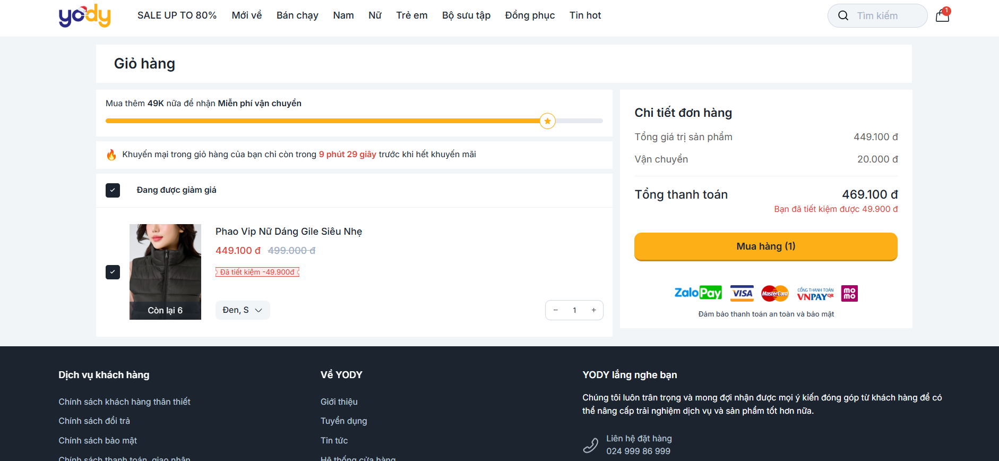 yody
SALE UP TO 80% Mới về Bán chạy Nam Nữ Trẻ em Bộ sưu tập Đồng phục Tin hot
Tìm kiếm
1
Giỏ hàng
Mua thêm 49K nữa để nhận Miễn phí vận chuyển
Khuyến mại trong giỏ hàng của bạn chỉ còn trong 9 phút 29 giây trước khi hết khuyến mãi
Đang được giảm giá
Phao Vip Nữ Dáng Gile Siêu Nhẹ
449.100 đ 499.000 đ
Đã tiết kiệm -49.900đ
Còn lại 6
Đen, S
− 1 +
Chi tiết đơn hàng
Tổng giá trị sản phẩm 449.100 đ
Vận chuyển 20.000 đ
Tổng thanh toán 469.100 đ
Bạn đã tiết kiệm được 49.900 đ
Mua hàng (1)
ZaloPay VISA MasterCard CỔNG THANH TOÁN VNPAYQR momo
Đảm bảo thanh toán an toàn và bảo mật
Dịch vụ khách hàng
Chính sách khách hàng thân thiết
Chính sách đổi trả
Chính sách bảo mật
Chính sách thanh toán, giao nhận
Về YODY
Giới thiệu
Tuyển dụng
Tin tức
Hệ thống cửa hàng
YODY lắng nghe bạn
Chúng tôi luôn trân trọng và mong đợi nhận được mọi ý kiến đóng góp từ khách hàng để có
thể nâng cấp trải nghiệm dịch vụ và sản phẩm tốt hơn nữa.
Liên hệ đặt hàng
024 999 86 999